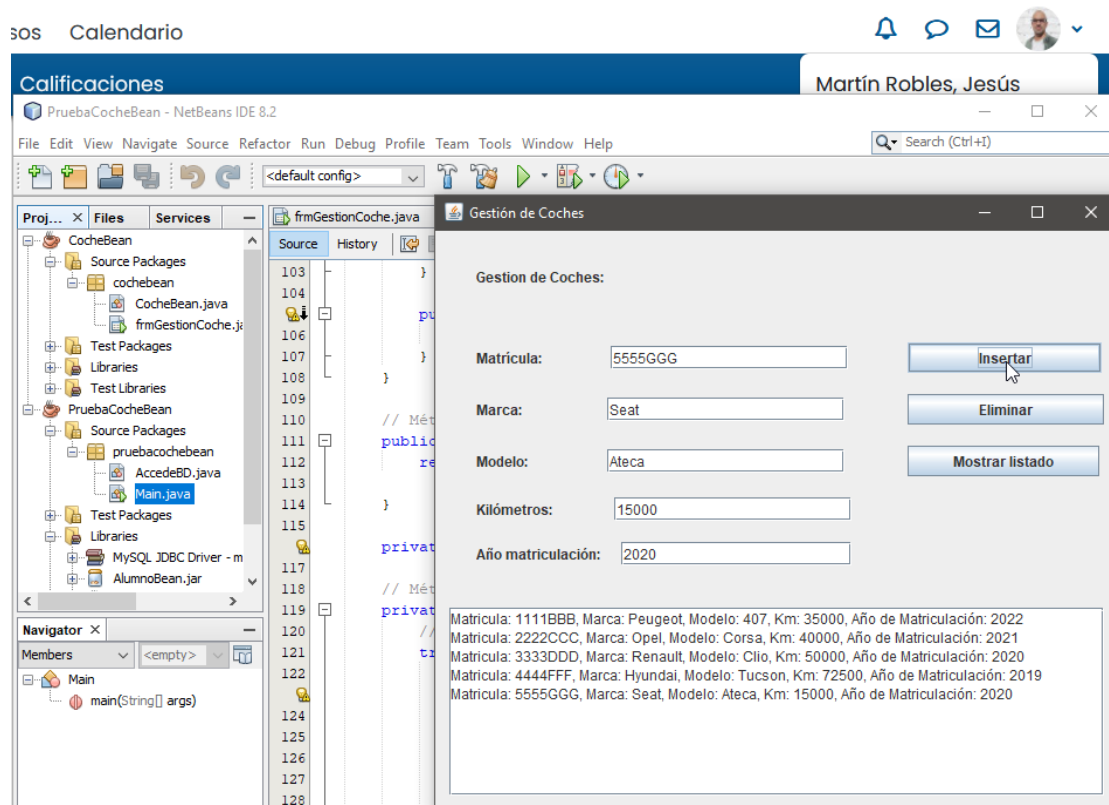 sos Calendario
Calificaciones
Martín Robles, Jesús
PruebaCocheBean - NetBeans IDE 8.2
File Edit View Navigate Source Refactor Run Debug Profile Team Tools Window Help
Search (Ctrl+I)
<default config>
Proj... Files Services
CocheBean
Source Packages
cochebean
CocheBean.java
frmGestionCoche.ja
Test Packages
Libraries
Test Libraries
PruebaCocheBean
Source Packages
pruebacochebean
AccedeBD.java
Main.java
Test Packages
Libraries
MySQL JDBC Driver - m
AlumnoBean.jar
Navigator
Members <empty>
Main
main(String[] args)
frmGestionCoche.java
Source History
103 }
104
pu
106
107 }
108 }
109
110 // Mét
111 public
112 re
113
114 }
115
privat
117
118 // Mét
119 privat
120 //
121 tr
122
124
125
126
127
128
Gestión de Coches
Gestion de Coches:
Matrícula: 5555GGG Insertar
Marca: Seat Eliminar
Modelo: Ateca Mostrar listado
Kilómetros: 15000
Año matriculación: 2020
Matricula: 1111BBB, Marca: Peugeot, Modelo: 407, Km: 35000, Año de Matriculación: 2022
Matricula: 2222CCC, Marca: Opel, Modelo: Corsa, Km: 40000, Año de Matriculación: 2021
Matricula: 3333DDD, Marca: Renault, Modelo: Clio, Km: 50000, Año de Matriculación: 2020
Matricula: 4444FFF, Marca: Hyundai, Modelo: Tucson, Km: 72500, Año de Matriculación: 2019
Matricula: 5555GGG, Marca: Seat, Modelo: Ateca, Km: 15000, Año de Matriculación: 2020